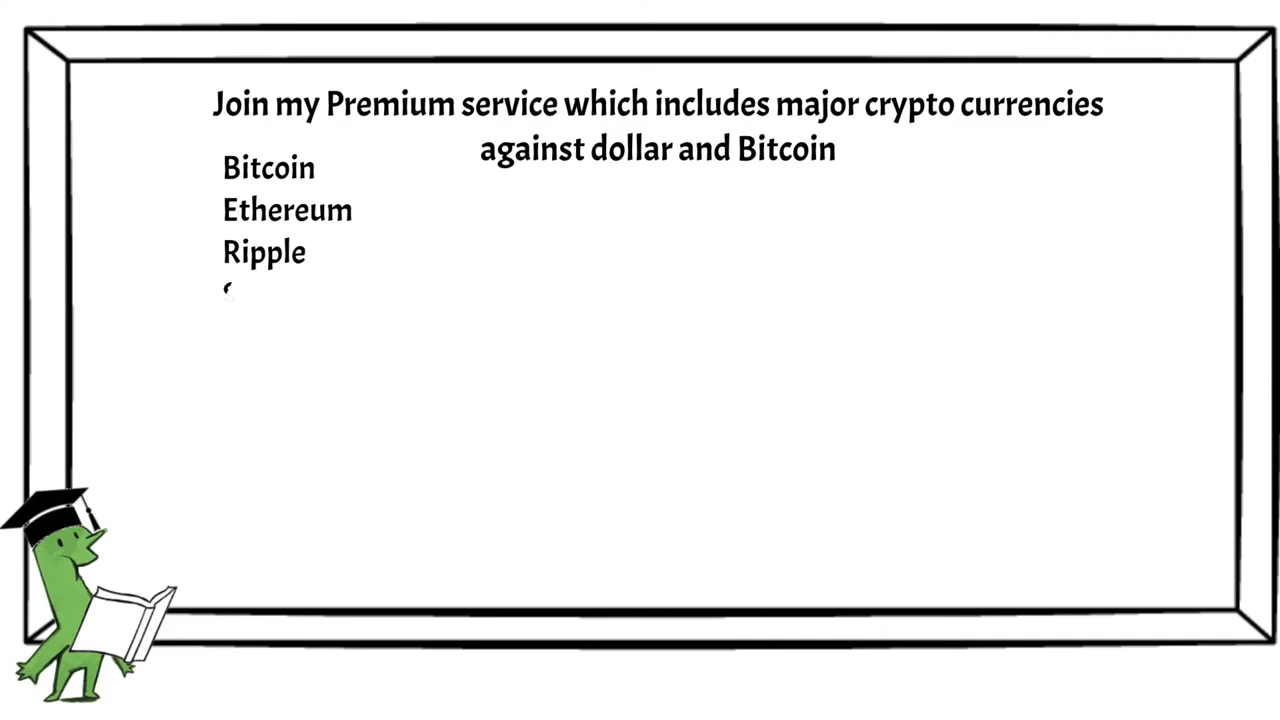 Join my Premium service which includes major crypto currencies
against dollar and Bitcoin
Bitcoin
Ethereum
Ripple